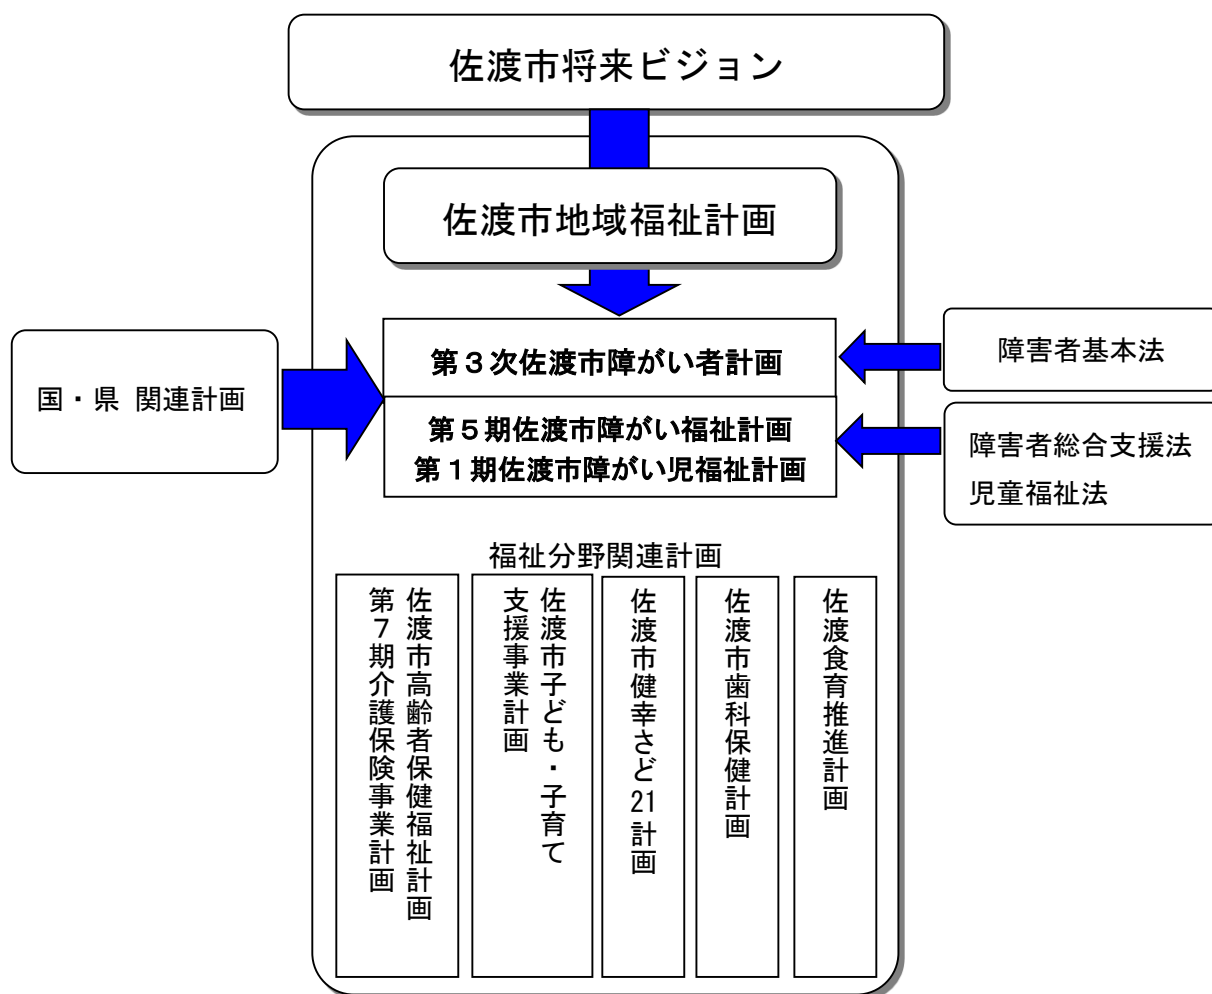 佐渡市将来ビジョン
佐渡市地域福祉計画
国・県 関連計画
第３次佐渡市障がい者計画
第５期佐渡市障がい福祉計画
第１期佐渡市障がい児福祉計画
障害者基本法
障害者総合支援法
児童福祉法
福祉分野関連計画
佐渡市高齢者保健福祉計画
第７期介護保険事業計画
佐渡市子ども・子育て
支援事業計画
佐渡市健幸さど21計画
佐渡市歯科保健計画
佐渡食育推進計画